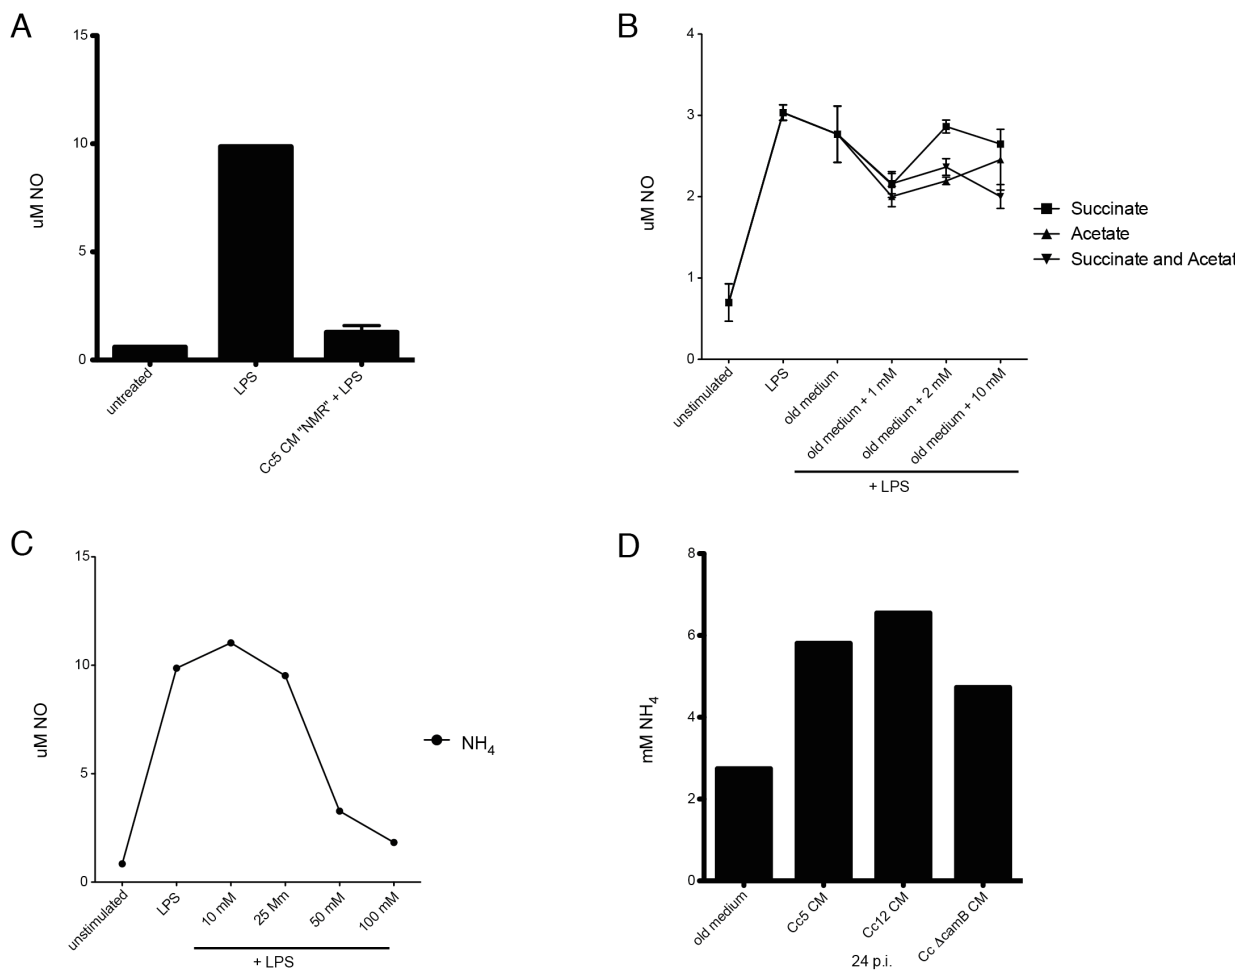 A
15
10
5
0
uM NO
untreated
LPS
Cc5 CM "NMR" + LPS
B
4
3
2
1
0
uM NO
unstimulated
LPS
old medium
old medium + 1 mM
old medium + 2 mM
old medium + 10 mM
+ LPS
Succinate
Acetate
Succinate and Acetat
C
15
10
5
0
uM NO
unstimulated
LPS
10 mM
25 Mm
50 mM
100 mM
+ LPS
NH4
D
8
6
4
2
0
mM NH4
old medium
Cc5 CM
Cc12 CM
Cc ΔcamB CM
24 p.i.